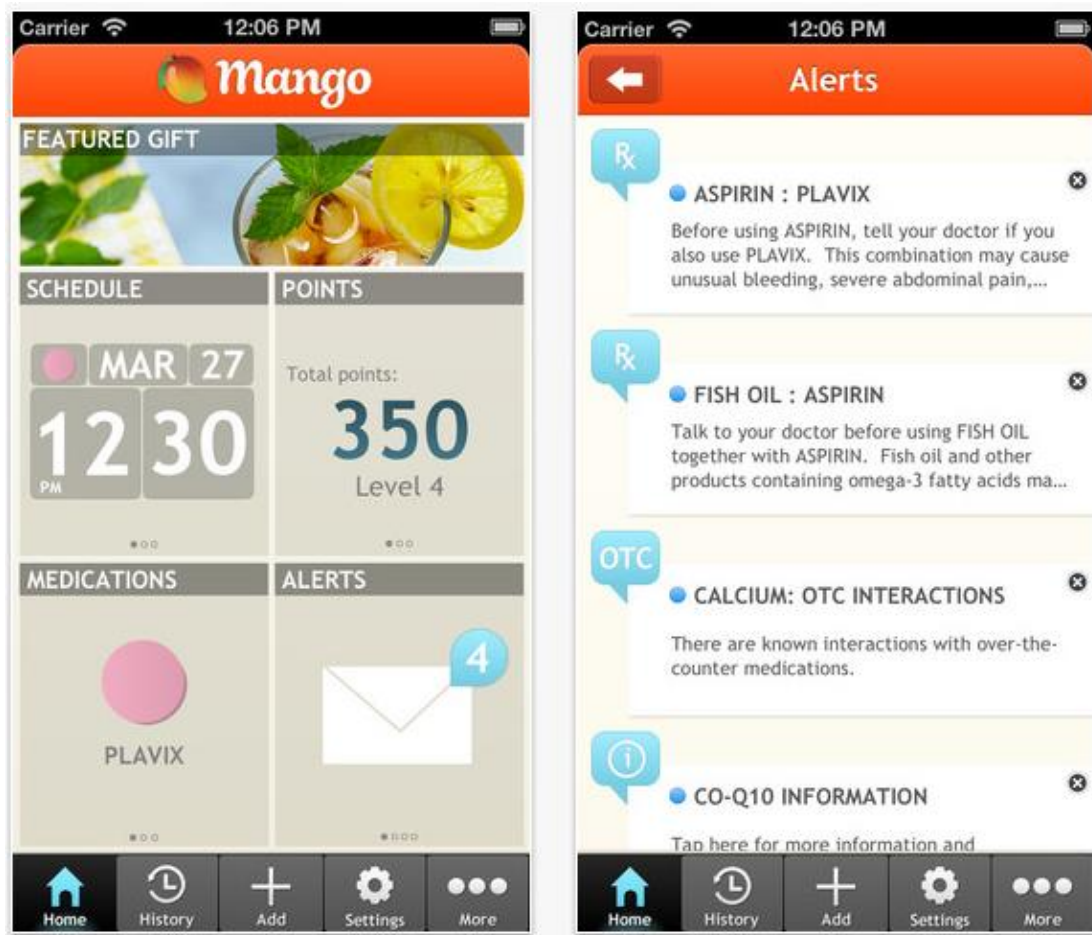 Carrier 12:06 PM
Mango
FEATURED GIFT
SCHEDULE
MAR 27
12 30
PM
POINTS
Total points:
350
Level 4
MEDICATIONS
PLAVIX
ALERTS
4
Home History Add Settings More
Carrier 12:06 PM
Alerts
Rx
ASPIRIN : PLAVIX
Before using ASPIRIN, tell your doctor if you
also use PLAVIX. This combination may cause
unusual bleeding, severe abdominal pain,...
Rx
FISH OIL : ASPIRIN
Talk to your doctor before using FISH OIL
together with ASPIRIN. Fish oil and other
products containing omega-3 fatty acids ma...
OTC
CALCIUM: OTC INTERACTIONS
There are known interactions with over-the-
counter medications.
i
CO-Q10 INFORMATION
Tap here for more information and
Home History Add Settings More